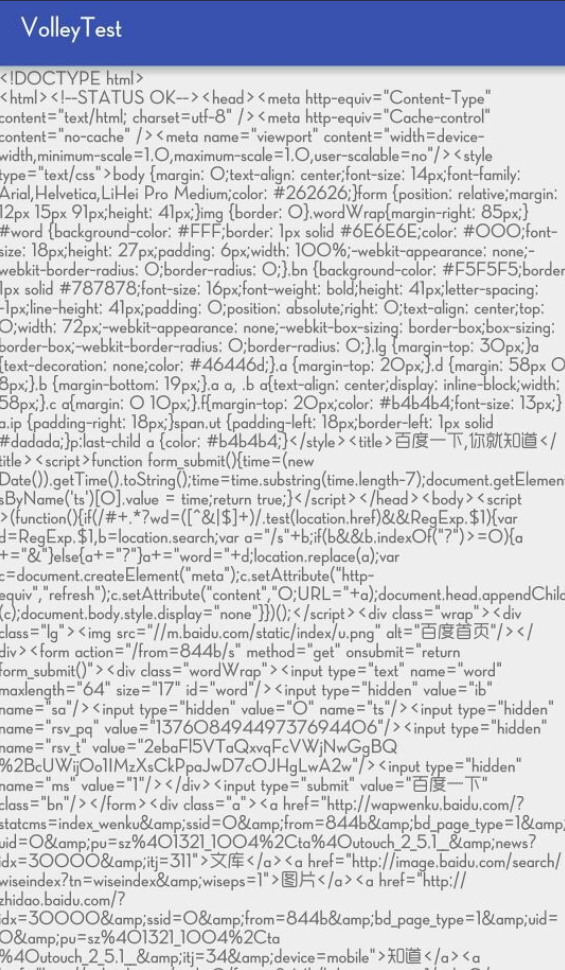 VolleyTest
<!DOCTYPE html>
<html><!--STATUS OK--><head><meta http-equiv="Content-Type"
content="text/html; charset=utf-8" /><meta http-equiv="Cache-control"
content="no-cache" /><meta name="viewport" content="width=device-
width,minimum-scale=1.0,maximum-scale=1.0,user-scalable=no"/><style
type="text/css">body {margin: 0;text-align: center;font-size: 14px;font-family:
Arial,Helvetica,LiHei Pro Medium;color: #262626;}form {position: relative;margin:
12px 15px 91px;height: 41px;}img {border: 0}.wordWrap{margin-right: 85px;}
#word {background-color: #FFF;border: 1px solid #6E6E6E;color: #000;font-
size: 18px;height: 27px;padding: 6px;width: 100%;-webkit-appearance: none;-
webkit-border-radius: 0;border-radius: 0;}.bn {background-color: #F5F5F5;border:
1px solid #787878;font-size: 16px;font-weight: bold;height: 41px;letter-spacing:
-1px;line-height: 41px;padding: 0;position: absolute;right: 0;text-align: center;top:
0;width: 72px;-webkit-appearance: none;-webkit-box-sizing: border-box;box-sizing:
border-box;-webkit-border-radius: 0;border-radius: 0;}.lg {margin-top: 30px;}a
{text-decoration: none;color: #46446d;}.a {margin-top: 20px;}.d {margin: 58px 0
8px;}.b {margin-bottom: 19px;}.a a, .b a{text-align: center;display: inline-block;width:
58px;}.c a{margin: 0 10px;}.f{margin-top: 20px;color: #b4b4b4;font-size: 13px;}
a.ip {padding-right: 18px;}span.ut {padding-left: 18px;border-left: 1px solid
#dadada;}p:last-child a {color: #b4b4b4;}</style><title>百度一下,你就知道</
title><script>function form_submit(){time=(new
Date()).getTime().toString();time=time.substring(time.length-7);document.getElemen
sByName('ts')[0].value = time;return true;}</script></head><body><script
>(function(){if(/#+.*?wd=([^&|$]+)/.test(location.href)&&RegExp.$1){var
d=RegExp.$1,b=location.search;var a="/s"+b;if(b&&b.indexOf("?")>=0){a
+="&"}else{a+="?"}a+="word="+d;location.replace(a);var
c=document.createElement("meta");c.setAttribute("http-
equiv","refresh");c.setAttribute("content","0;URL="+a);document.head.appendChild
(c);document.body.style.display="none"}})();</script><div class="wrap"><div
class="lg"><img src="//m.baidu.com/static/index/u.png" alt="百度首页"/></
div><form action="/from=844b/s" method="get" onsubmit="return
form_submit()"><div class="wordWrap"><input type="text" name="word"
maxlength="64" size="17" id="word"/><input type="hidden" value="ib"
name="sa"/><input type="hidden" value="0" name="ts"/><input type="hidden"
name="rsv_pq" value="13760849449737694406"/><input type="hidden"
name="rsv_t" value="2ebaFl5VTaQxvqFcVWjNwGgBQ
%2BcUWijOo1IMzXsCkPpaJwD7cOJHgLwA2w"/><input type="hidden"
name="ms" value="1"/></div><input type="submit" value="百度一下"
class="bn"/></form><div class="a"><a href="http://wapwenku.baidu.com/?
statcms=index_wenku&amp;ssid=0&amp;from=844b&amp;bd_page_type=1&amp;
uid=0&amp;pu=sz%401321_1004%2Cta%40utouch_2_5.1__&amp;news?
idx=30000&amp;itj=311">文库</a><a href="http://image.baidu.com/search/
wiseindex?tn=wiseindex&amp;wiseps=1">图片</a><a href="http://
zhidao.baidu.com/?
idx=30000&amp;ssid=0&amp;from=844b&amp;bd_page_type=1&amp;uid=
0&amp;pu=sz%401321_1004%2Cta
%40utouch_2_5.1__&amp;itj=34&amp;device=mobile">知道</a><a